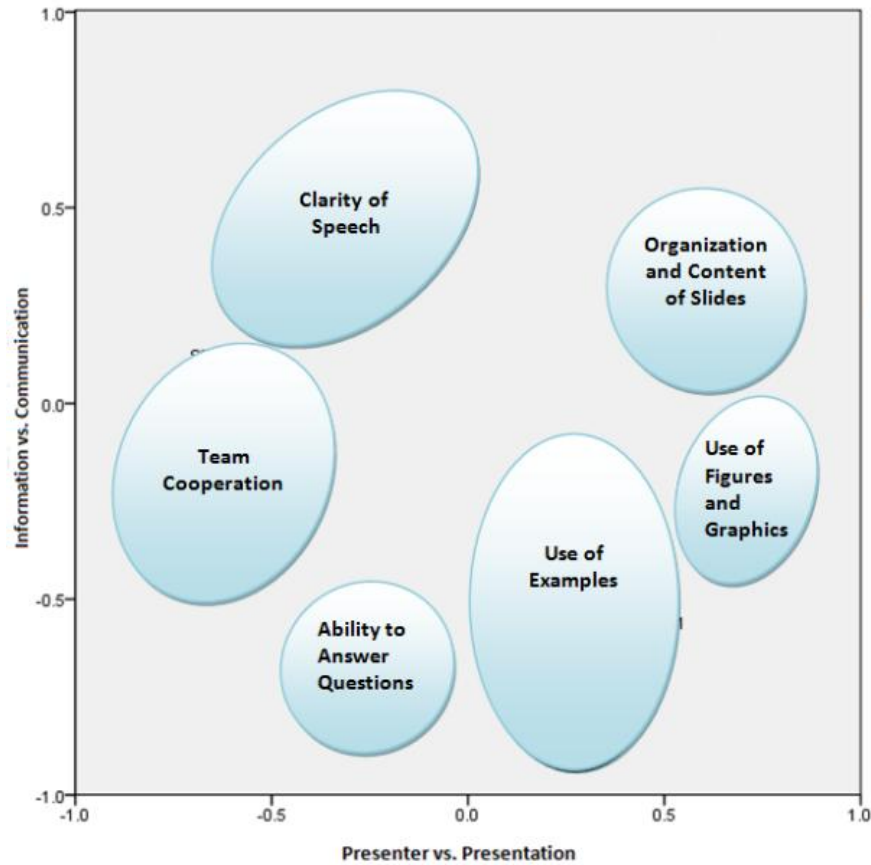 1.0
Clarity of
Speech
0.5
Organization
and Content
of Slides
Information vs. Communication
0.0
Team
Cooperation
Use of
Figures
and
Graphics
Use of
Examples
-0.5
Ability to
Answer
Questions
-1.0
-1.0
-0.5
0.0
0.5
1.0
Presenter vs. Presentation